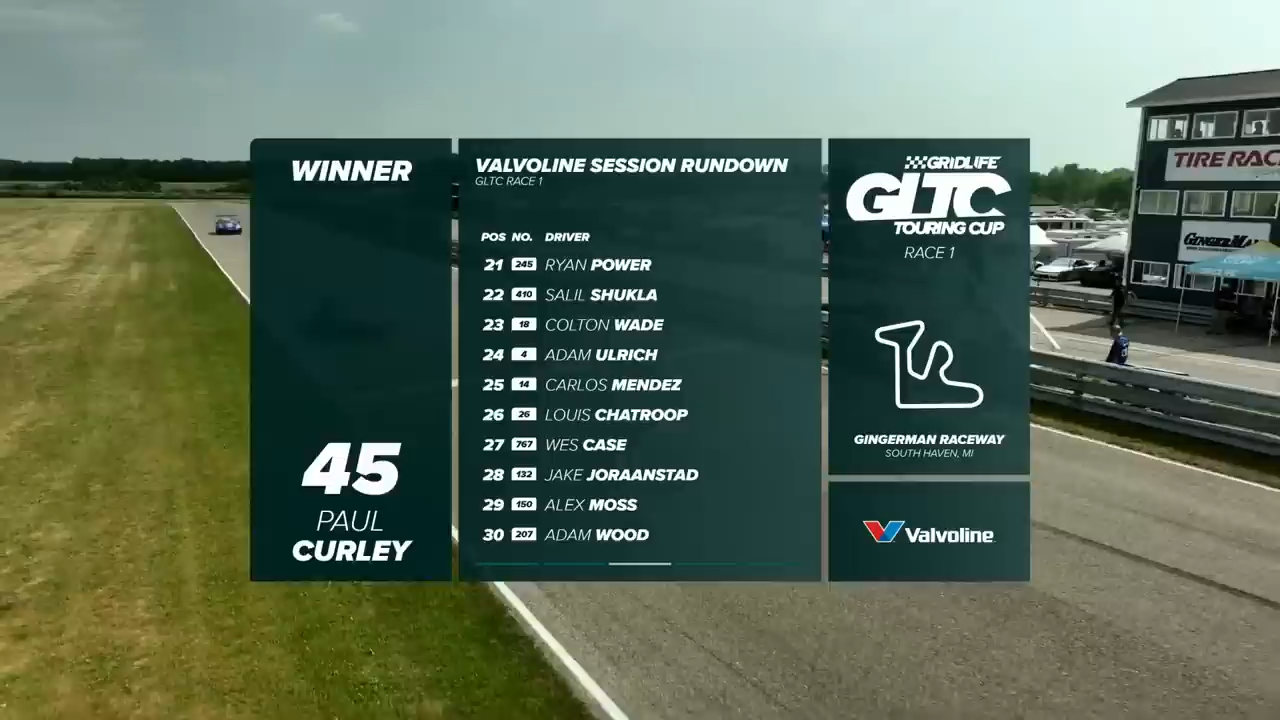 WINNER
45
PAUL
CURLEY
VALVOLINE SESSION RUNDOWN
GLTC RACE 1
POS NO. DRIVER
21 245 RYAN POWER
22 410 SALIL SHUKLA
23 18 COLTON WADE
24 4 ADAM ULRICH
25 14 CARLOS MENDEZ
26 26 LOUIS CHATROOP
27 767 WES CASE
28 132 JAKE JORAANSTAD
29 150 ALEX MOSS
30 207 ADAM WOOD
GRIDLIFE
GLTC
TOURING CUP
RACE 1
GINGERMAN RACEWAY
SOUTH HAVEN, MI
Valvoline
TIRE RAC
GINGERMA